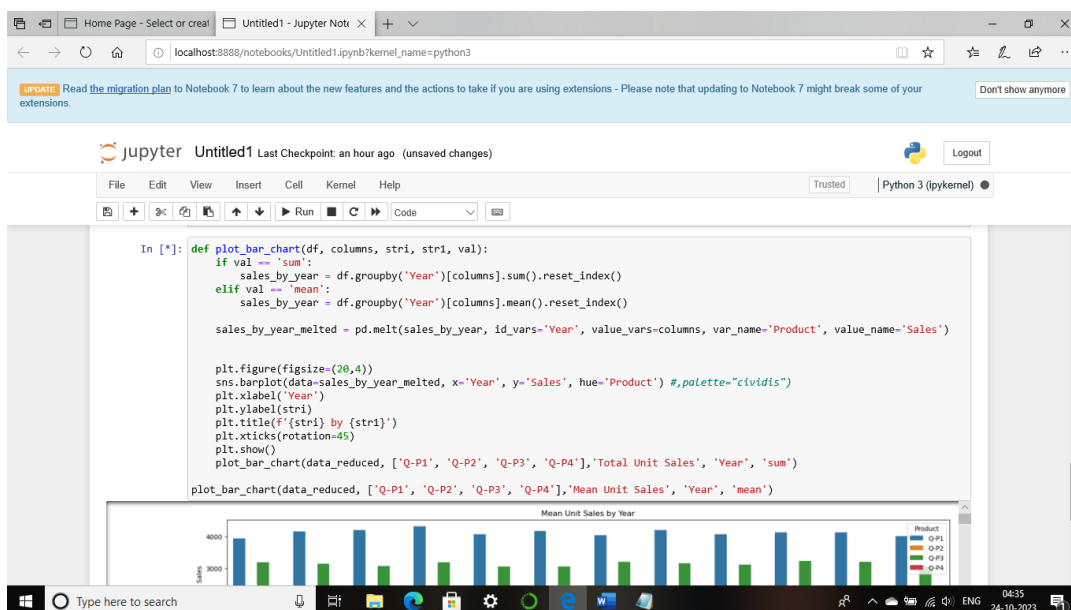 Home Page - Select or creat
Untitled1 - Jupyter Note
localhost:8888/notebooks/Untitled1.ipynb?kernel_name=python3
UPDATE Read the migration plan to Notebook 7 to learn about the new features and the actions to take if you are using extensions - Please note that updating to Notebook 7 might break some of your
extensions.
Don't show anymore
jupyter Untitled1 Last Checkpoint: an hour ago (unsaved changes)
Logout
File Edit View Insert Cell Kernel Help
Trusted
Python 3 (ipykernel)
Run
Code
In [*]: def plot_bar_chart(df, columns, stri, str1, val):
    if val == 'sum':
        sales_by_year = df.groupby('Year')[columns].sum().reset_index()
    elif val == 'mean':
        sales_by_year = df.groupby('Year')[columns].mean().reset_index()
    sales_by_year_melted = pd.melt(sales_by_year, id_vars='Year', value_vars=columns, var_name='Product', value_name='Sales')
    plt.figure(figsize=(20,4))
    sns.barplot(data=sales_by_year_melted, x='Year', y='Sales', hue='Product') #,palette="cividis")
    plt.xlabel('Year')
    plt.ylabel(stri)
    plt.title(f'{stri} by {str1}')
    plt.xticks(rotation=45)
    plt.show()
    plot_bar_chart(data_reduced, ['Q-P1', 'Q-P2', 'Q-P3', 'Q-P4'],'Total Unit Sales', 'Year', 'sum')
plot_bar_chart(data_reduced, ['Q-P1', 'Q-P2', 'Q-P3', 'Q-P4'],'Mean Unit Sales', 'Year', 'mean')
Mean Unit Sales by Year
4000
3000
Sales
Product
Q-P1
Q-P2
Q-P3
Q-P4
Type here to search
ENG
04:35
24-10-2023